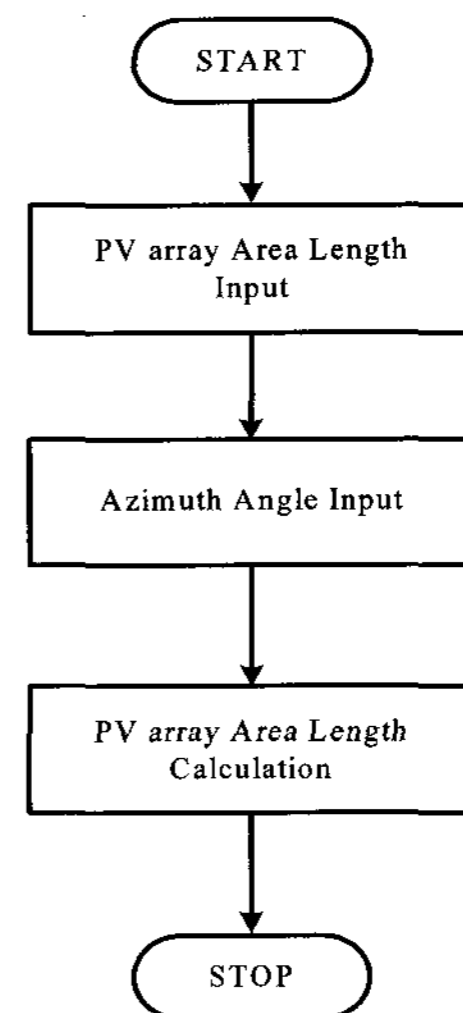 START
PV array Area Length
Input
Azimuth Angle Input
PV array Area Length
Calculation
STOP